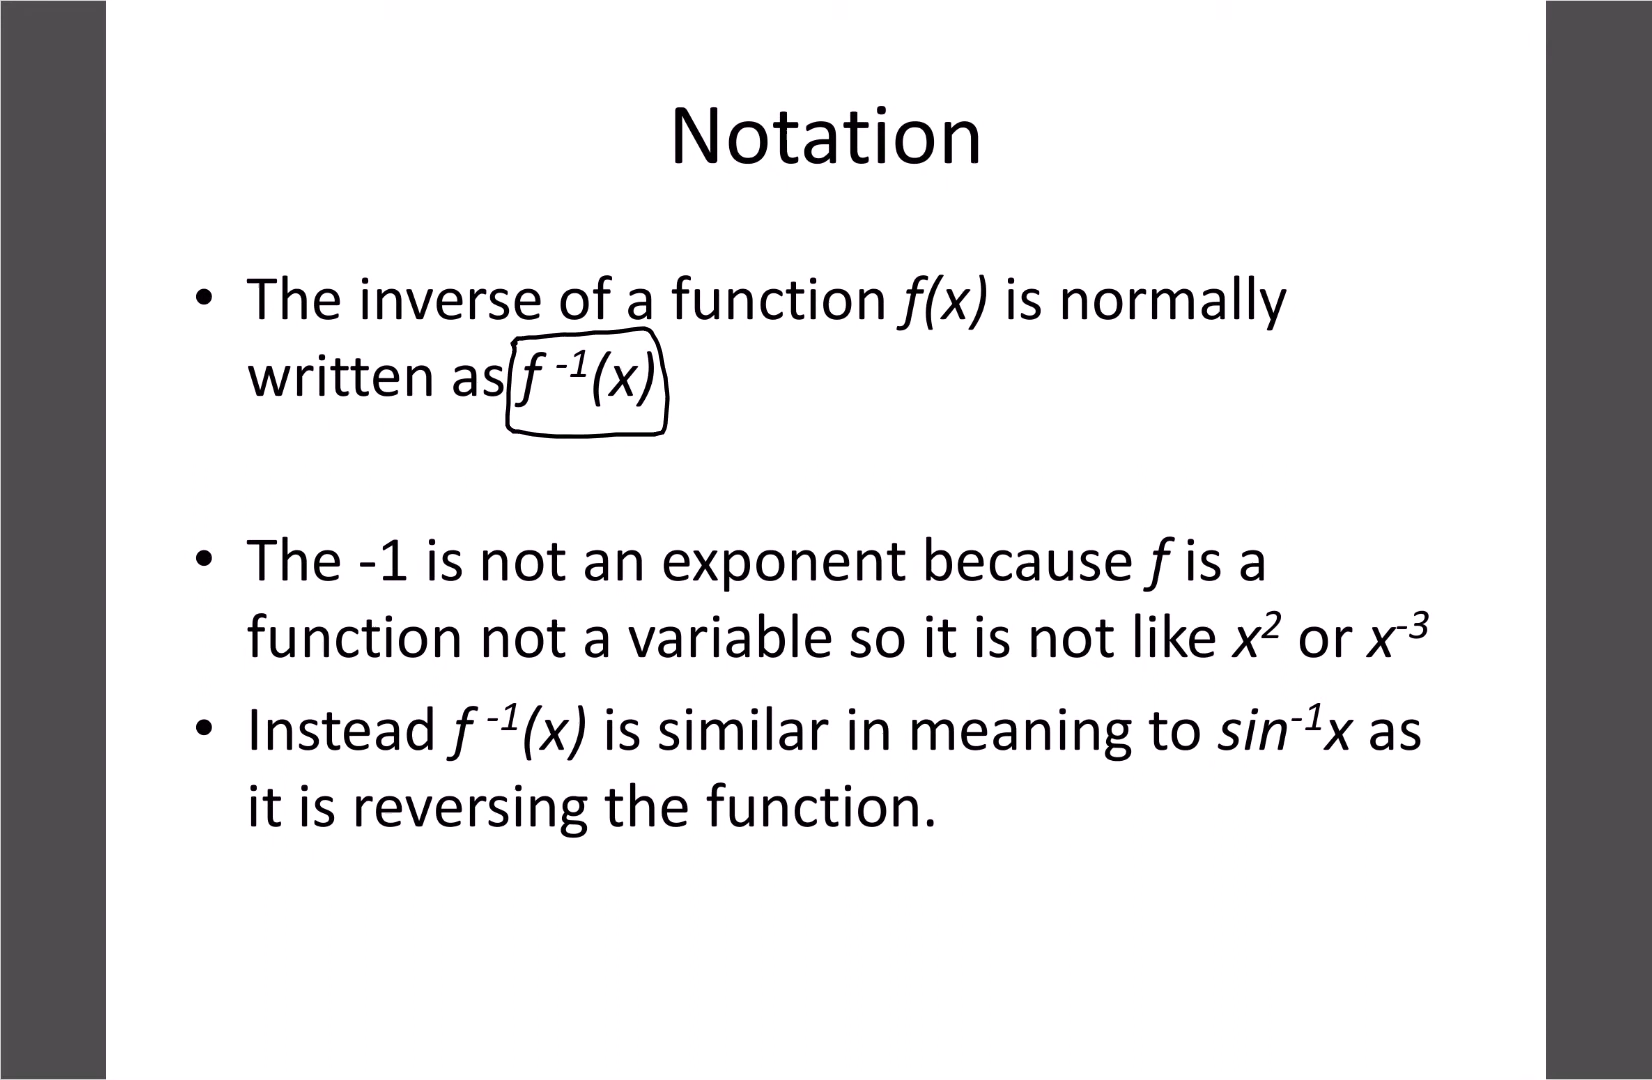 Notation
• The inverse of a function f(x) is normally
written as f ⁻¹(x)
• The -1 is not an exponent because f is a
function not a variable so it is not like x² or x⁻³
• Instead f ⁻¹(x) is similar in meaning to sin⁻¹x as
it is reversing the function.